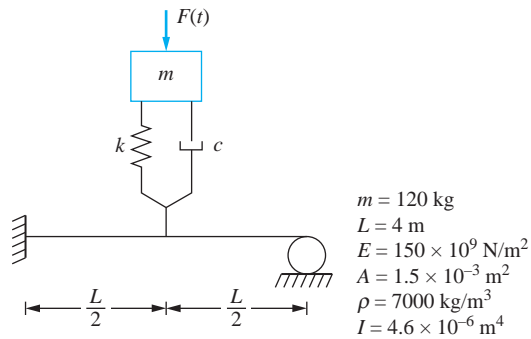 F(t)
m
k
c
m = 120 kg
L = 4 m
E = 150 × 10⁹ N/m²
A = 1.5 × 10⁻³ m²
ρ = 7000 kg/m³
I = 4.6 × 10⁻⁶ m⁴
L/2 L/2